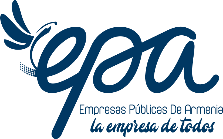 epa
Empresas Públicas De Armenia
la empresa de todos